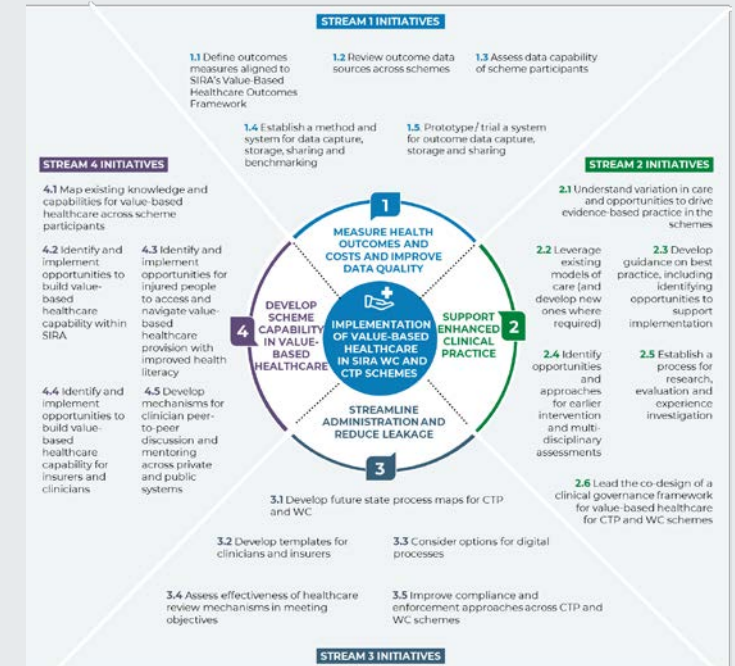 STREAM 1 INITIATIVES
1.1 Define outcomes
measures aligned to
SIRA's Value-Based
Healthcare Outcomes
Framework
1.2 Review outcome data
sources across schemes
1.3 Assess data capability
of scheme participants
1.4 Establish a method and
system for data capture,
storage, sharing and
benchmarking
1.5 Prototype / trial a system
for outcome data capture,
storage and sharing
STREAM 4 INITIATIVES
4.1 Map existing knowledge and
capabilities for value-based
healthcare across scheme
participants
4.2 Identify and
implement
opportunities to
build value-
based
healthcare
capability within
SIRA
4.3 Identify and
implement
opportunities for
injured people
to access and
navigate value-
based
healthcare
provision with
improved health
literacy
4.4 Identify and
implement
opportunities to
build value-
based
healthcare
capability for
insurers and
clinicians
4.5 Develop
mechanisms for
clinician peer-
to-peer
discussion and
mentoring
across private
and public
systems
1
MEASURE HEALTH
OUTCOMES AND
COSTS AND IMPROVE
DATA QUALITY
4
DEVELOP
SCHEME
CAPABILITY
IN VALUE-
BASED
HEALTHCARE
IMPLEMENTATION
OF VALUE-BASED
HEALTHCARE
IN SIRA WC AND
CTP SCHEMES
SUPPORT
ENHANCED
CLINICAL
PRACTICE
2
STREAMLINE
ADMINISTRATION AND
REDUCE LEAKAGE
3
STREAM 2 INITIATIVES
2.1 Understand variation in care
and opportunities to drive
evidence-based practice in the
schemes
2.2 Leverage
existing
models of
care (and
develop new
ones where
required)
2.3 Develop
guidance on best
practice, including
identifying
opportunities to
support
implementation
2.4 Identify
opportunities
and
approaches
for earlier
intervention
and multi-
disciplinary
assessments
2.5 Establish a
process for
research,
evaluation and
experience
investigation
2.6 Lead the co-design of a
clinical governance framework
for value-based healthcare
for CTP and WC schemes
3.1 Develop future state process maps for CTP
and WC
3.2 Develop templates for
clinicians and insurers
3.3 Consider options for digital
processes
3.4 Assess effectiveness of healthcare
review mechanisms in meeting
objectives
3.5 Improve compliance and
enforcement approaches across CTP and
WC schemes
STREAM 3 INITIATIVES